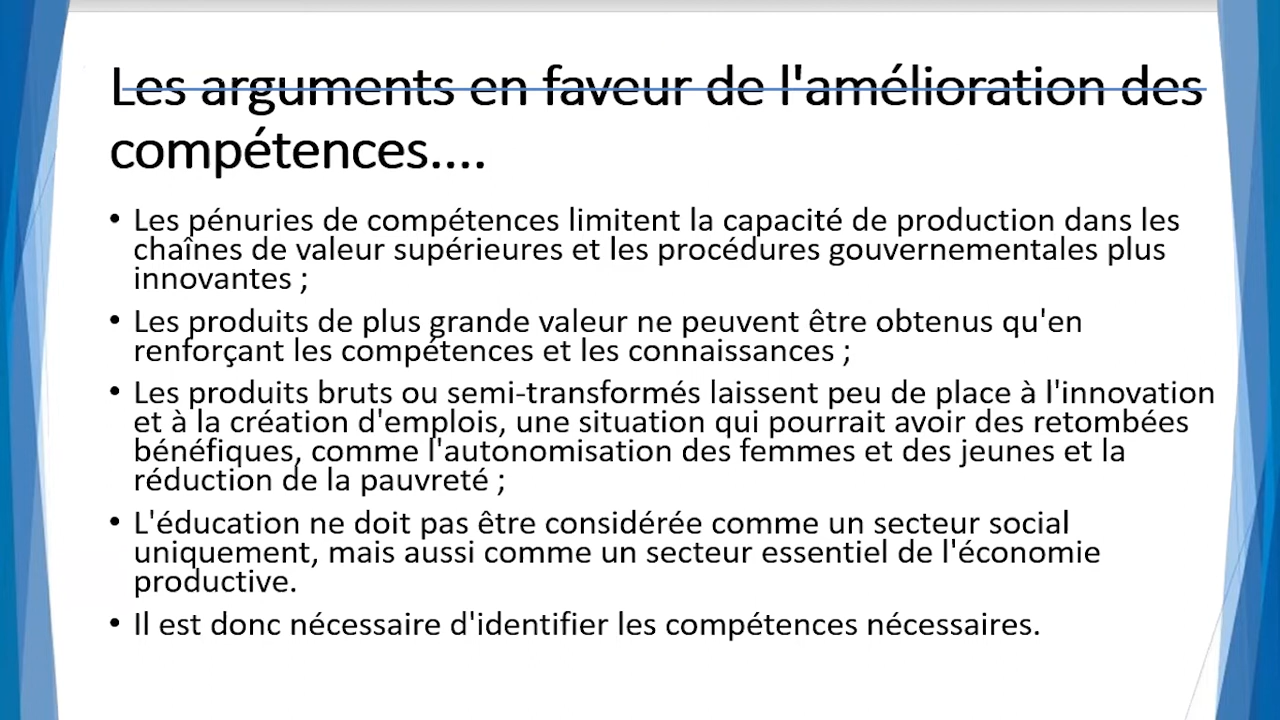 Les arguments en faveur de l'amélioration des
compétences....
• Les pénuries de compétences limitent la capacité de production dans les
chaînes de valeur supérieures et les procédures gouvernementales plus
innovantes ;
• Les produits de plus grande valeur ne peuvent être obtenus qu'en
renforçant les compétences et les connaissances ;
• Les produits bruts ou semi-transformés laissent peu de place à l'innovation
et à la création d'emplois, une situation qui pourrait avoir des retombées
bénéfiques, comme l'autonomisation des femmes et des jeunes et la
réduction de la pauvreté ;
• L'éducation ne doit pas être considérée comme un secteur social
uniquement, mais aussi comme un secteur essentiel de l'économie
productive.
• Il est donc nécessaire d'identifier les compétences nécessaires.